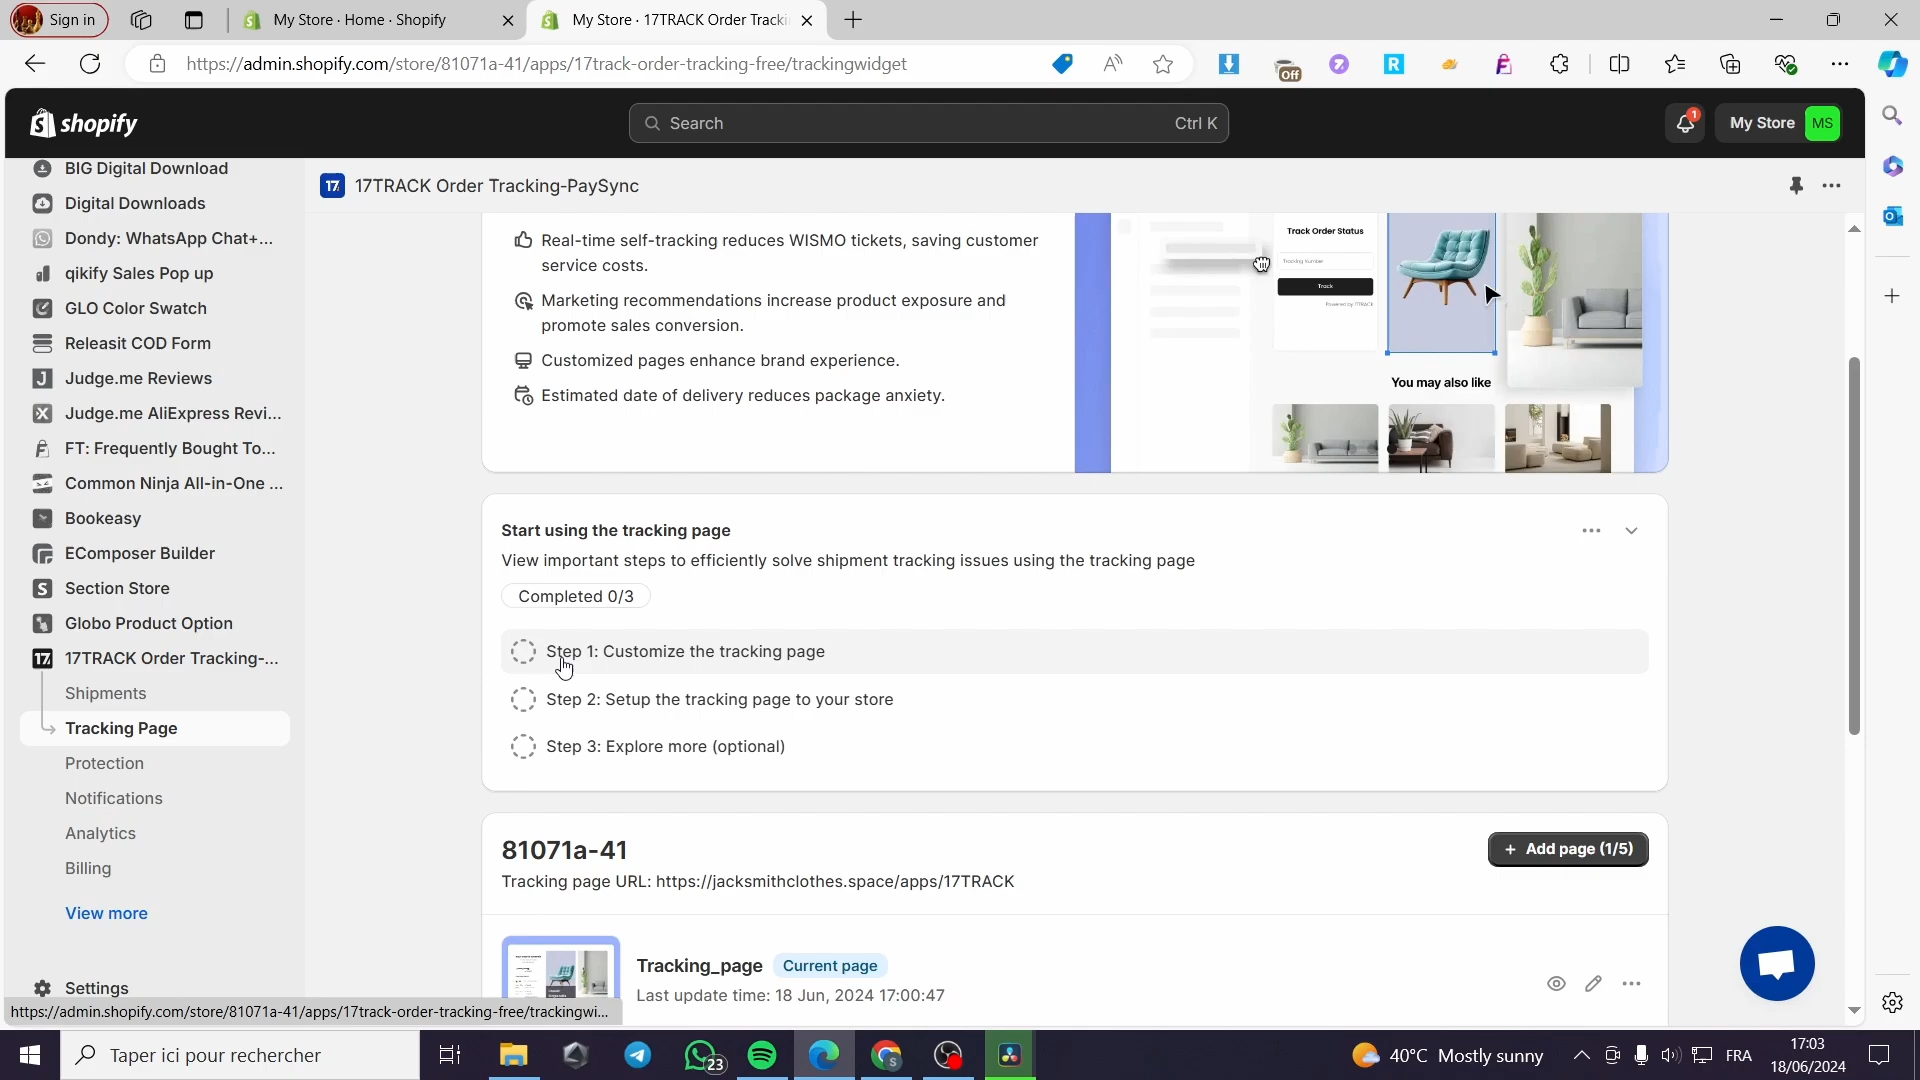 Sign in
My Store · Home · Shopify
My Store · 17TRACK Order Tracki
https://admin.shopify.com/store/81071a-41/apps/17track-order-tracking-free/trackingwidget
Off
shopify
Search
Ctrl K
1
My Store
MS
BIG Digital Download
Digital Downloads
Dondy: WhatsApp Chat+...
qikify Sales Pop up
GLO Color Swatch
Releasit COD Form
Judge.me Reviews
Judge.me AliExpress Revi...
FT: Frequently Bought To...
Common Ninja All-in-One ...
Bookeasy
EComposer Builder
Section Store
Globo Product Option
17TRACK Order Tracking-...
Shipments
Tracking Page
Protection
Notifications
Analytics
Billing
View more
Settings
https://admin.shopify.com/store/81071a-41/apps/17track-order-tracking-free/trackingwi...
17TRACK Order Tracking-PaySync
Real-time self-tracking reduces WISMO tickets, saving customer
service costs.
Marketing recommendations increase product exposure and
promote sales conversion.
Customized pages enhance brand experience.
Estimated date of delivery reduces package anxiety.
Track Order Status
Tracking Number
Track
Powered by 17TRACK
You may also like
Start using the tracking page
View important steps to efficiently solve shipment tracking issues using the tracking page
Completed 0/3
Step 1: Customize the tracking page
Step 2: Setup the tracking page to your store
Step 3: Explore more (optional)
81071a-41
+ Add page (1/5)
Tracking page URL: https://jacksmithclothes.space/apps/17TRACK
Tracking_page
Current page
Last update time: 18 Jun, 2024 17:00:47
Taper ici pour rechercher
23
40°C Mostly sunny
FRA
17:03
18/06/2024